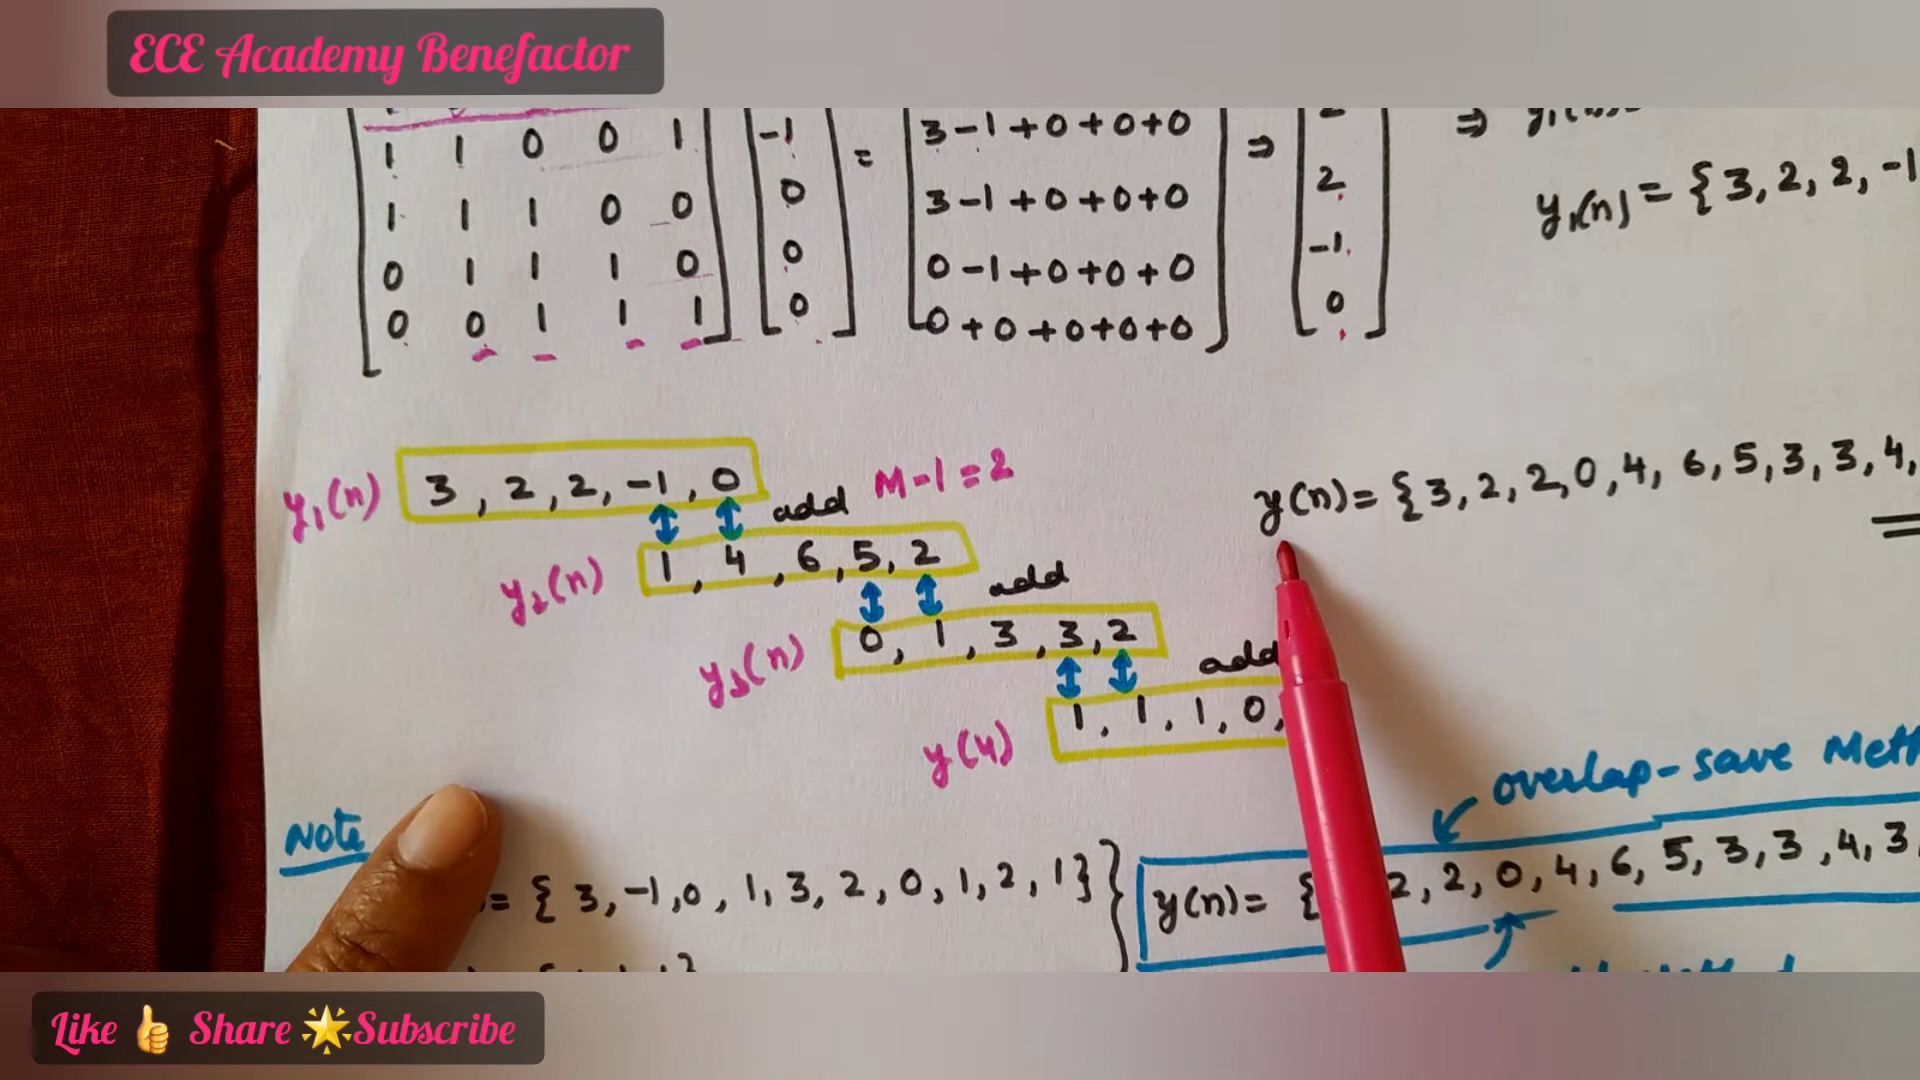 ECE Academy Benefactor
1 1 0 0 1 -1 = 3-1+0+0+0 ⇒ ⇒
1 1 1 0 0 0 3-1+0+0+0 2 y₁(n) = {3, 2, 2, -1
0 1 1 1 0 0 0-1+0+0+0 -1
0 0 1 1 1 0 0+0+0+0+0 0
y₁(n) 3, 2, 2, -1, 0 add M-1=2
y(n)= {3, 2, 2, 0, 4, 6, 5, 3, 3, 4,
y₂(n) 1, 4, 6, 5, 2 add
y₃(n) 0, 1, 3, 3, 2 add
y(4) 1, 1, 1, 0,
overlap-save Meth
Note
= {3, -1, 0, 1, 3, 2, 0, 1, 2, 1}}
y(n)= { 2, 2, 0, 4, 6, 5, 3, 3, 4, 3,
Like 👍 Share 🌟Subscribe